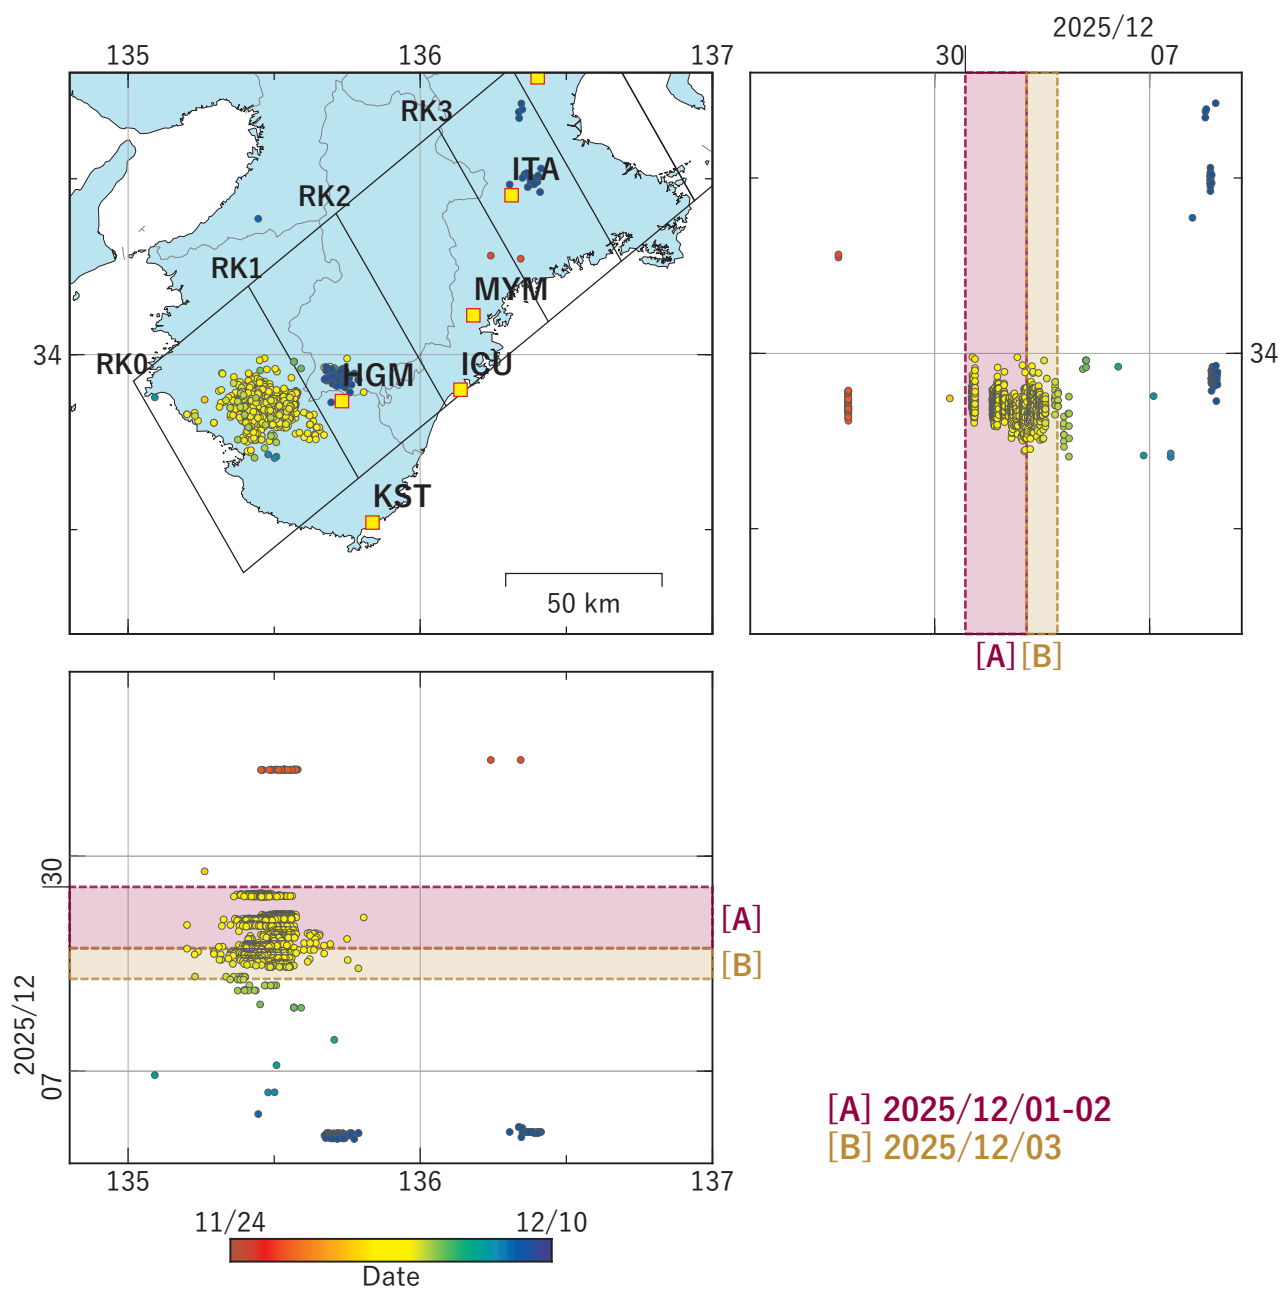 135 136 137
2025/12
30 07
RK3
ITA
RK2
RK1
MYM
34
RK0
HGM
ICU
34
KST
50 km
[A] [B]
30
[A]
[B]
2025/12
07
[A] 2025/12/01-02
[B] 2025/12/03
135 136 137
11/24 12/10
Date